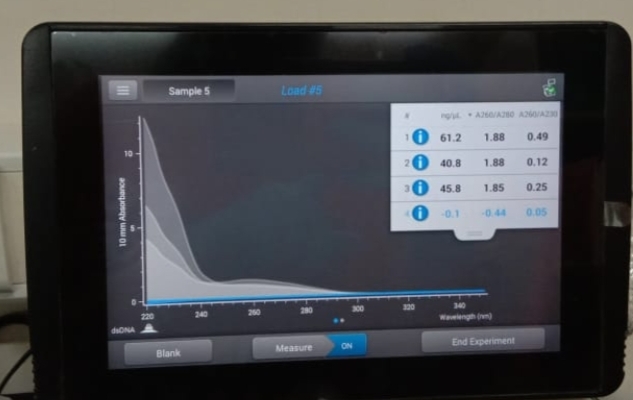 Sample 5
Load #5
# ng/µL A260/A280 A260/A230
1 61.2 1.88 0.49
2 40.8 1.88 0.12
3 45.8 1.85 0.25
4 -0.1 -0.44 0.05
10 mm Absorbance
10
5
0
220 240 260 280 300 320 340
Wavelength (nm)
dsDNA
Blank
Measure ON
End Experiment